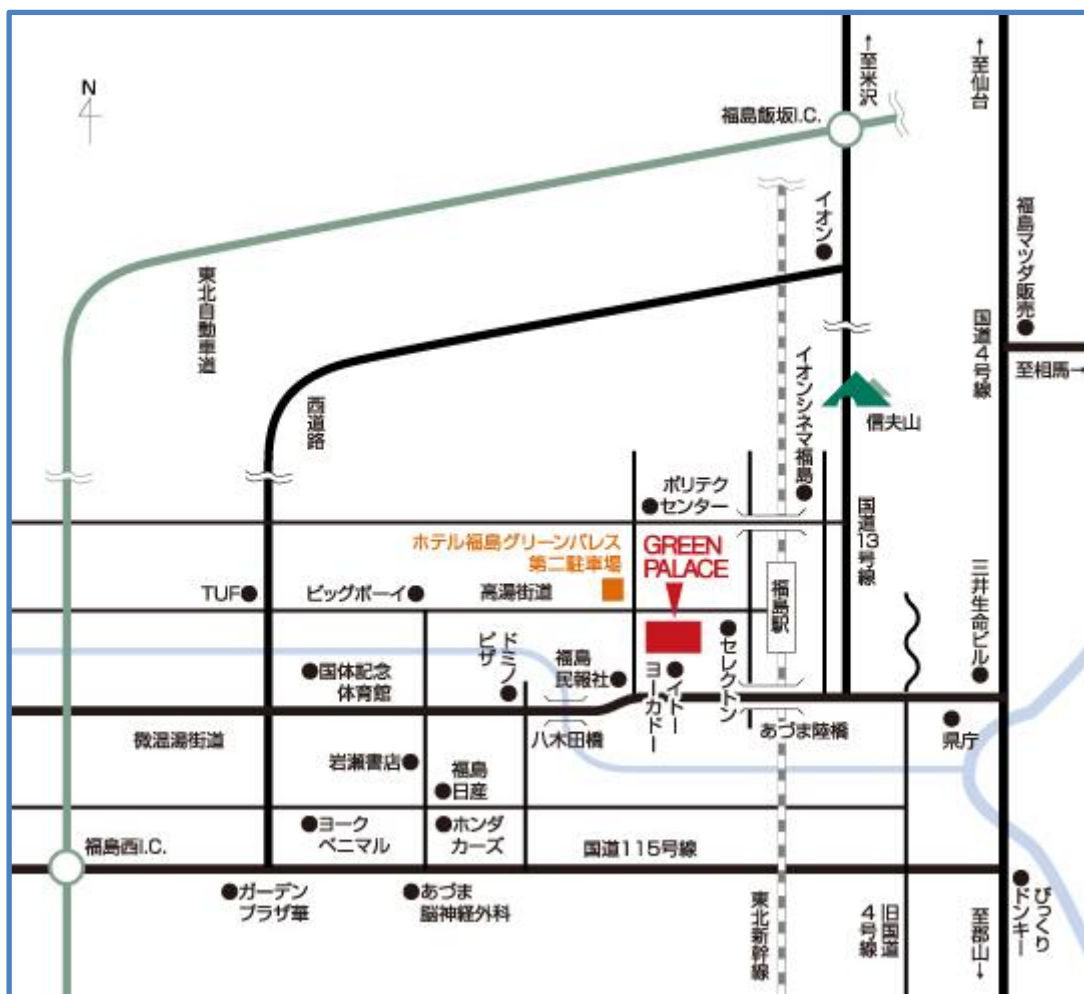 N
↑至米沢
↑至仙台
福島飯坂I.C.
イオン
福島マツダ販売
東北自動車道
国道4号線
至相馬→
西道路
イオンシネマ福島
信夫山
ポリテク
センター
国道13号線
ホテル福島グリーンパレス
第二駐車場
GREEN
PALACE
TUF
ビッグボーイ
高湯街道
福島駅
三井生命ビル
ドミノ
ピザ
国体記念
体育館
福島
民報社
イトー
ヨーカドー
セレクトン
微温湯街道
八木田橋
あづま陸橋
県庁
岩瀬書店
福島
日産
ヨーク
ベニマル
ホンダ
カーズ
福島西I.C.
国道115号線
ガーデン
プラザ華
あづま
脳神経外科
東北新幹線
旧国道
4号線
至郡山→
びっくり
ドンキー